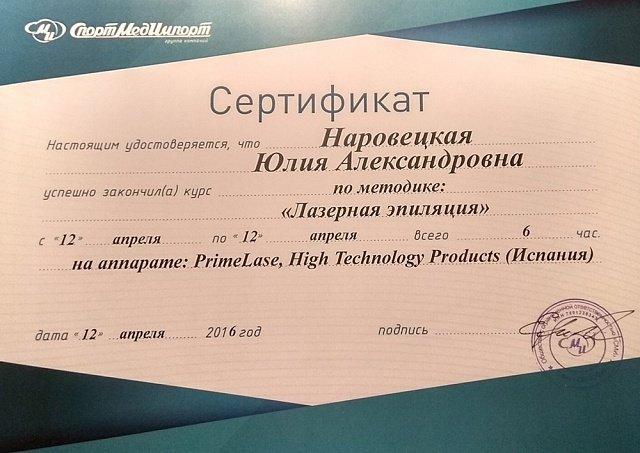 СпортМедИмпорт
группа компаний
Сертификат
Настоящим удостоверяется, что Наровецкая
Юлия Александровна
успешно закончил(а) курс по методике:
«Лазерная эпиляция»
с «12» апреля по «12» апреля всего 6 час.
на аппарате: PrimeLase, High Technology Products (Испания)
дата «12» апреля 2016 год подпись